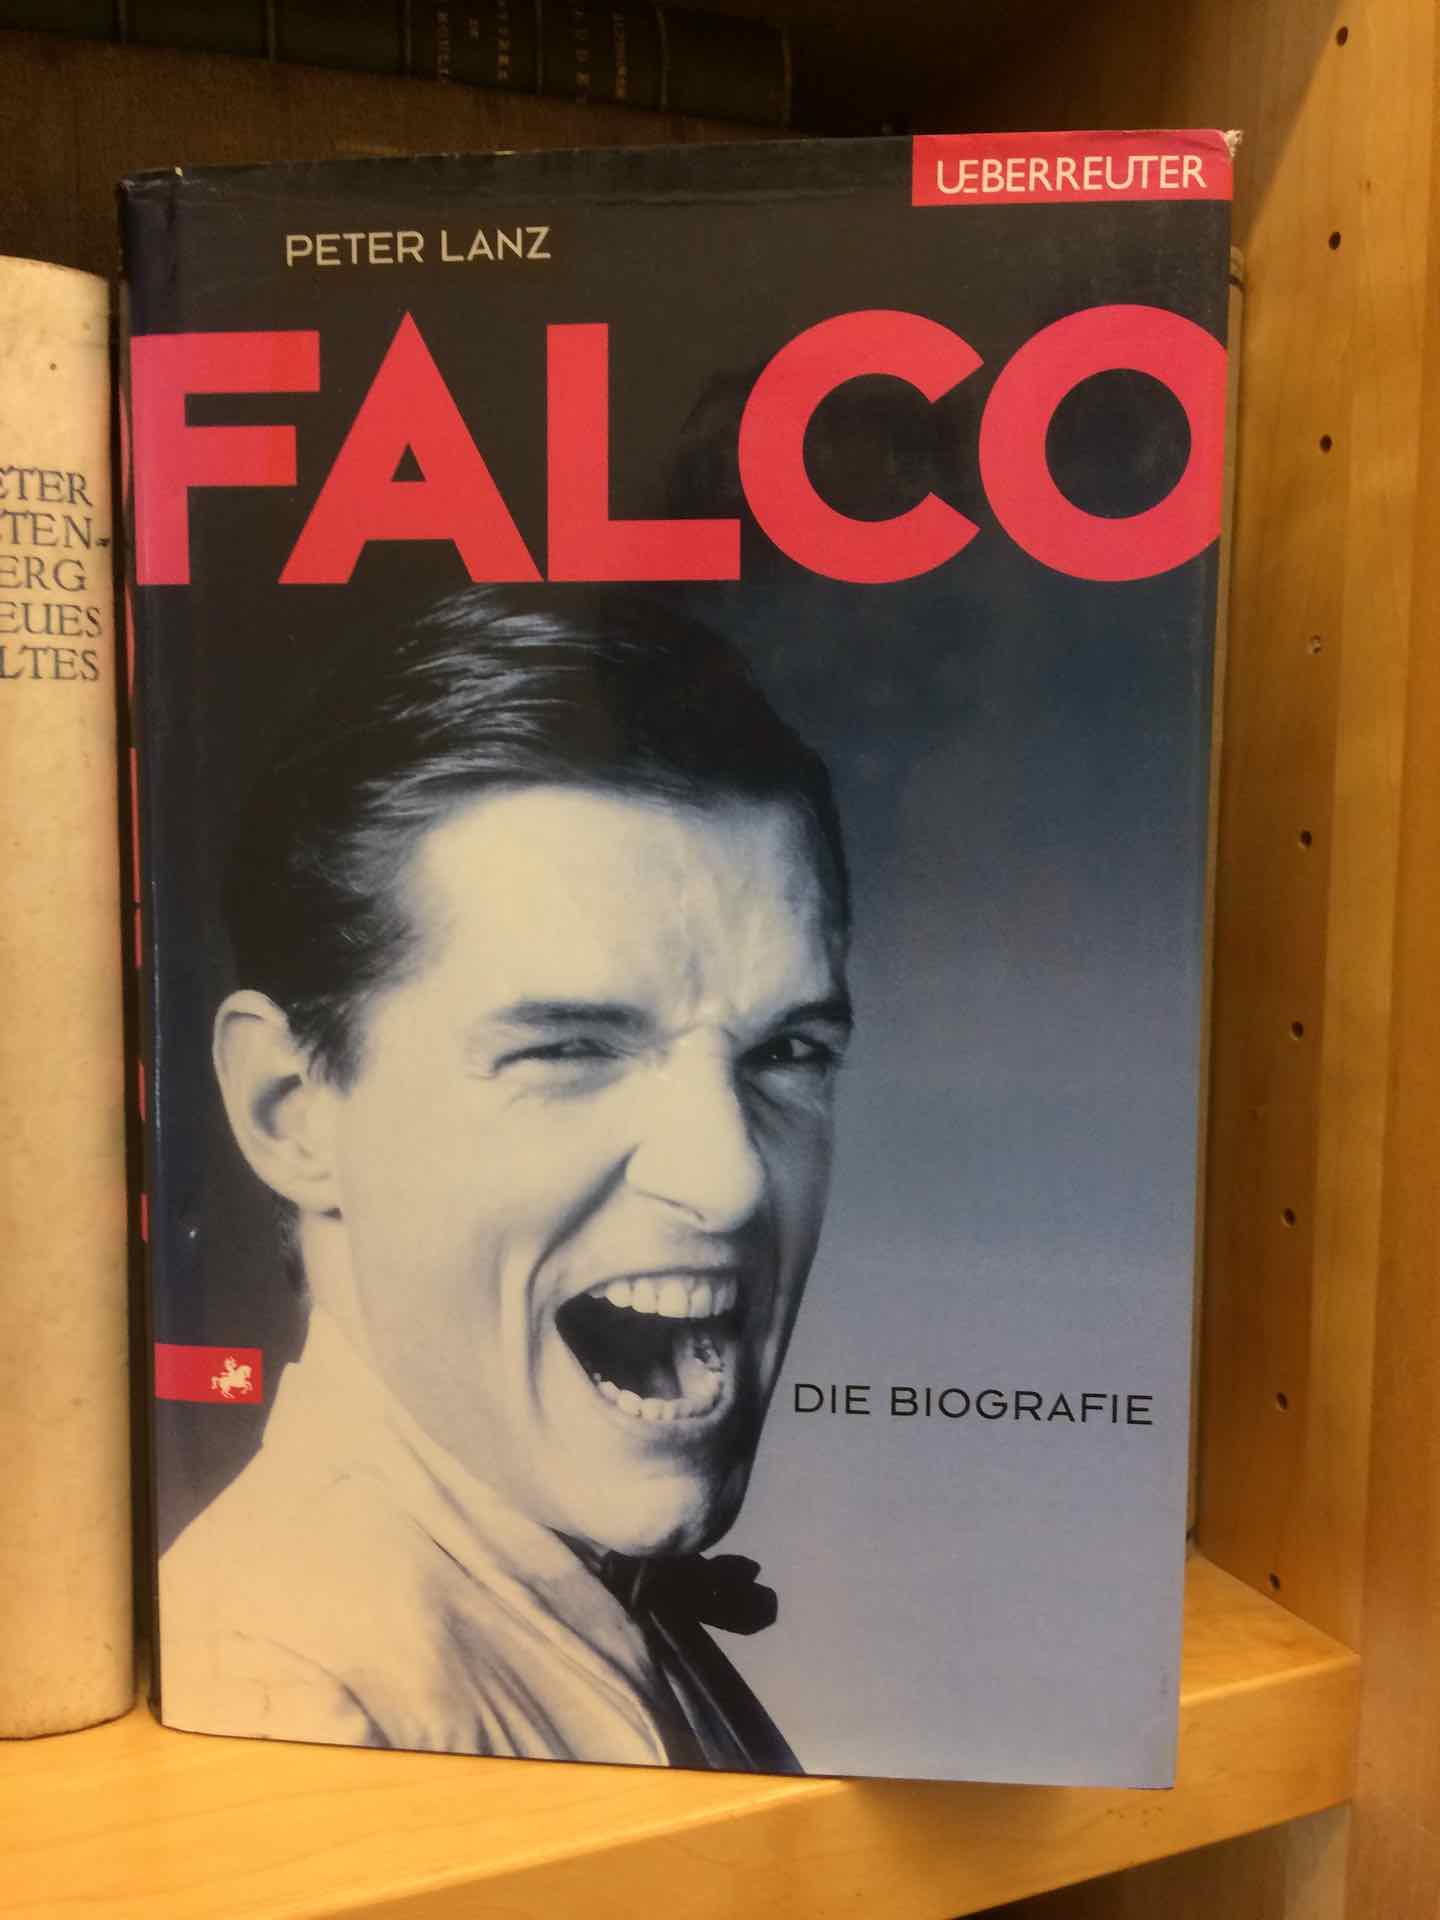 UEBERREUTER
PETER LANZ
FALCO
DIE BIOGRAFIE
ETER
TEN-
ERG
EUES
LTES